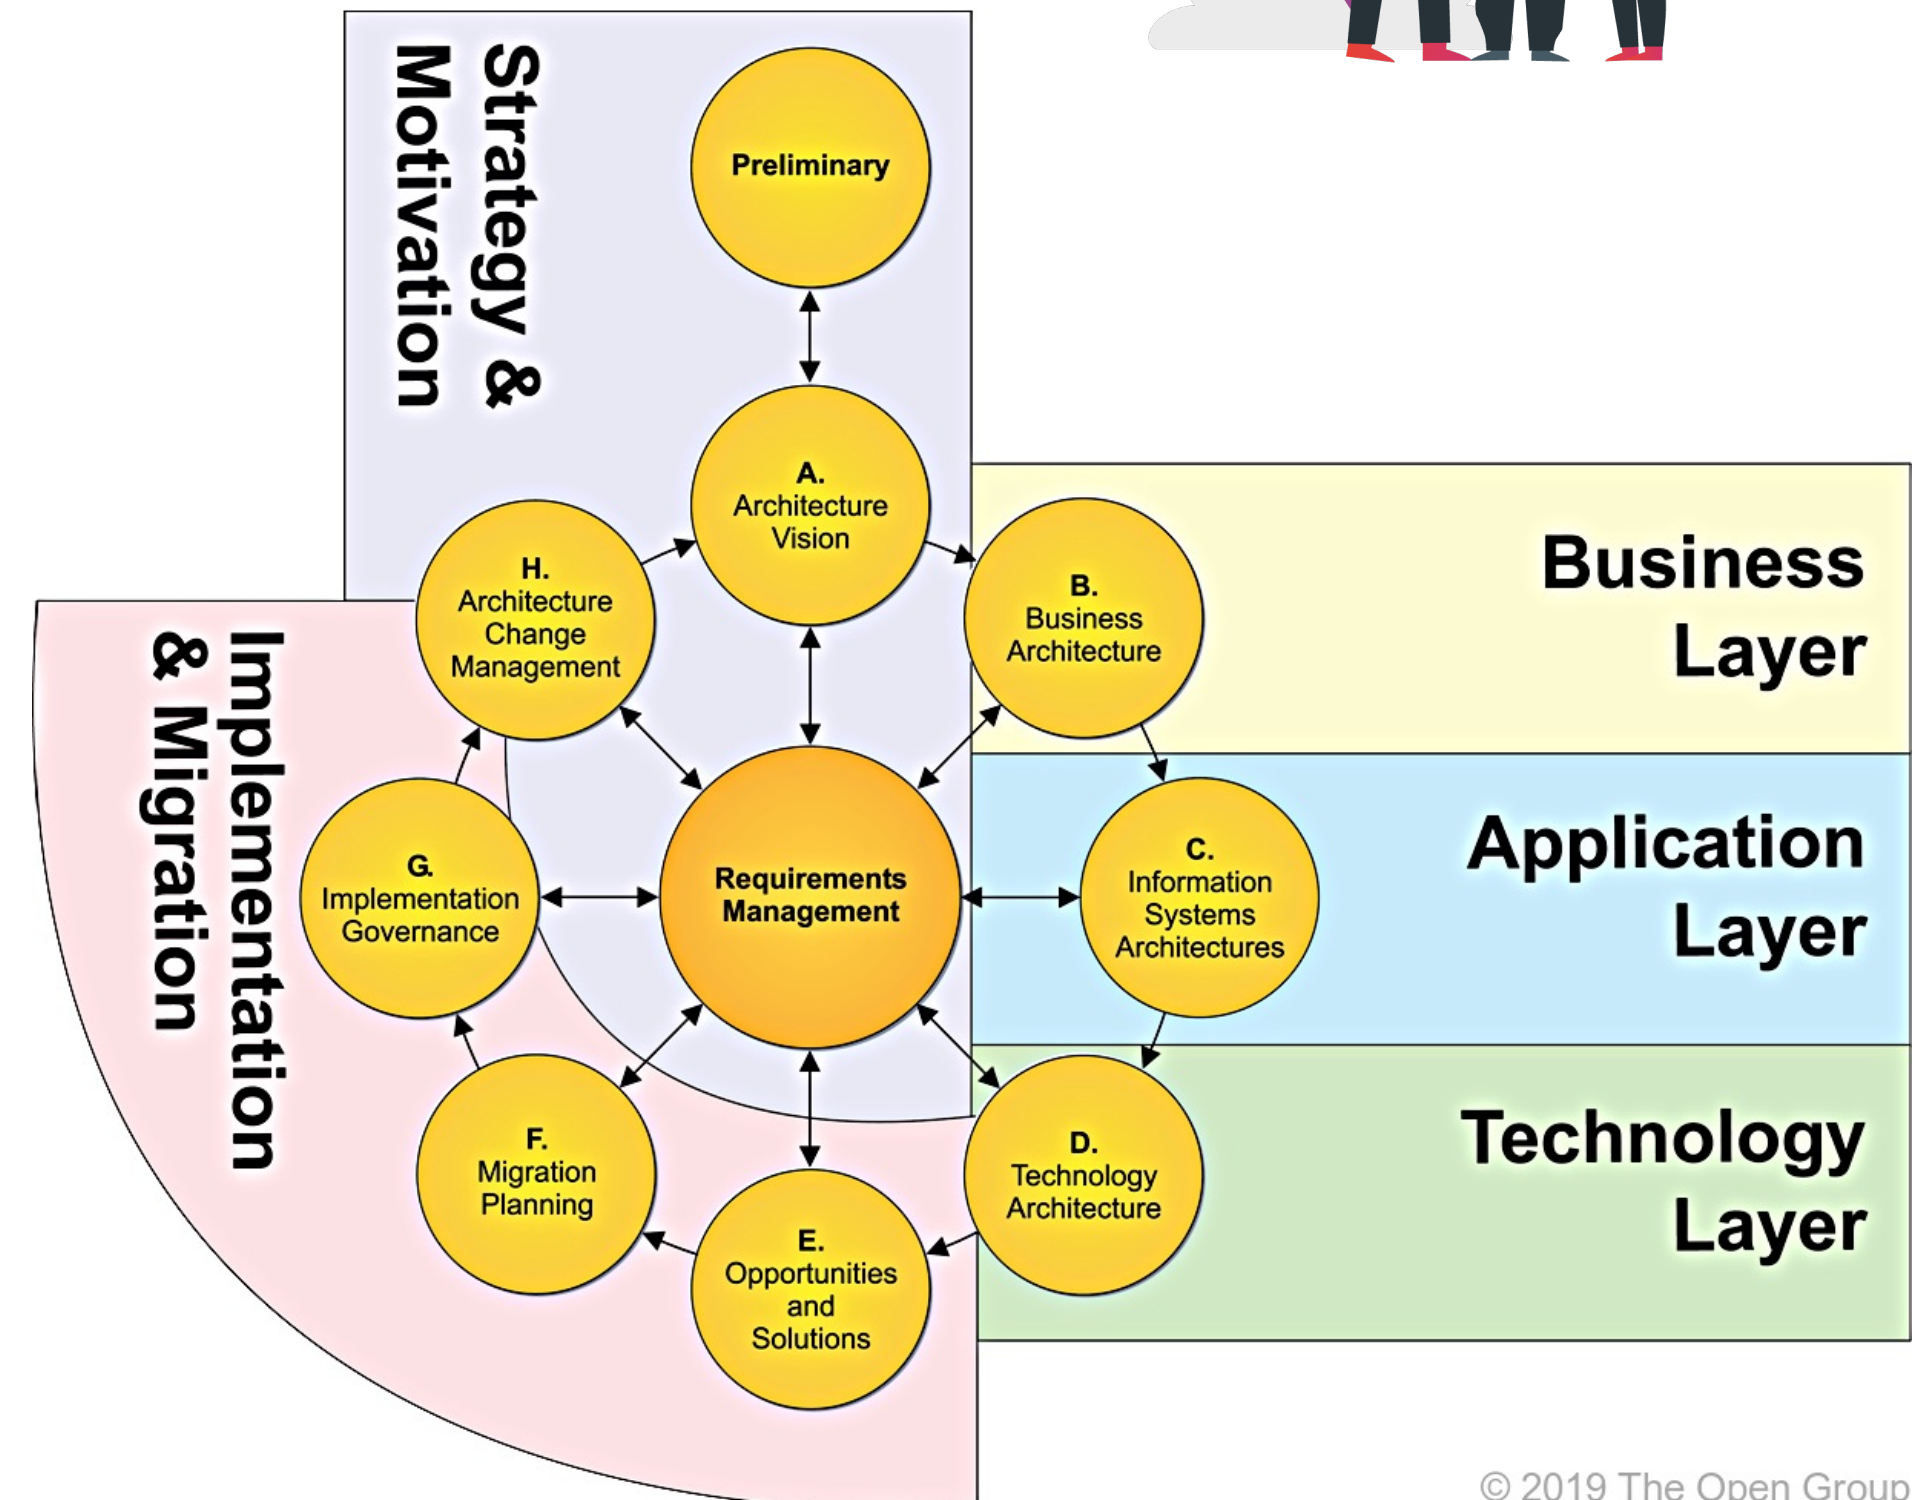 Strategy &
Motivation
Preliminary
A.
Architecture
Vision
H.
Architecture
Change
Management
B.
Business
Architecture
Business
Layer
Implementation
& Migration
G.
Implementation
Governance
Requirements
Management
C.
Information
Systems
Architectures
Application
Layer
F.
Migration
Planning
E.
Opportunities
and
Solutions
D.
Technology
Architecture
Technology
Layer
© 2019 The Open Group